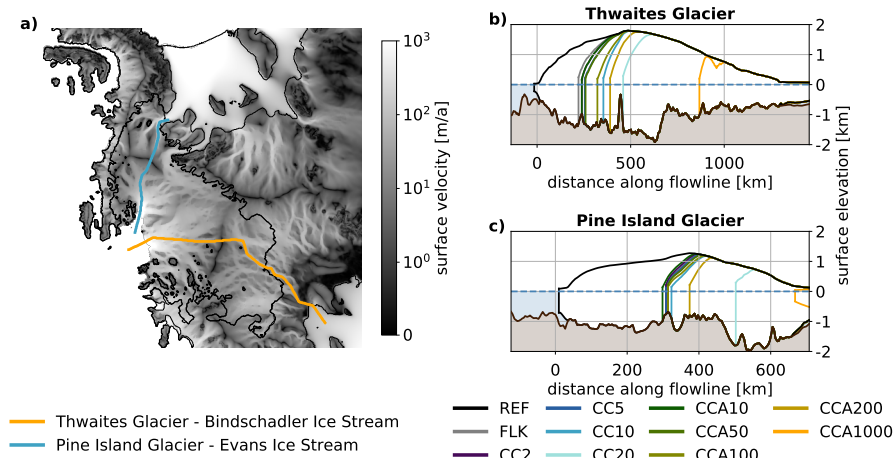 a)
10³
10²
10¹
10⁰
0
surface velocity [m/a]
Thwaites Glacier - Bindschadler Ice Stream
Pine Island Glacier - Evans Ice Stream
b)
Thwaites Glacier
2
1
0
-1
-2
0 500 1000
distance along flowline [km]
surface elevation [km]
c)
Pine Island Glacier
2
1
0
-1
-2
0 200 400 600
distance along flowline [km]
REF CC5 CCA10 CCA200
FLK CC10 CCA50 CCA1000
CC2 CC20 CCA100